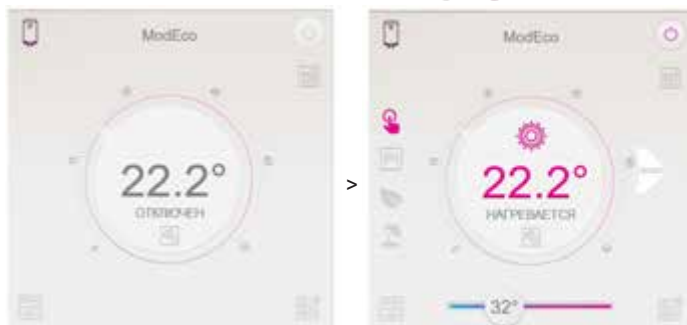 ModEco
22.2°
ОТКЛЮЧЕН
>
ModEco
22.2°
НАГРЕВАЕТСЯ
32°